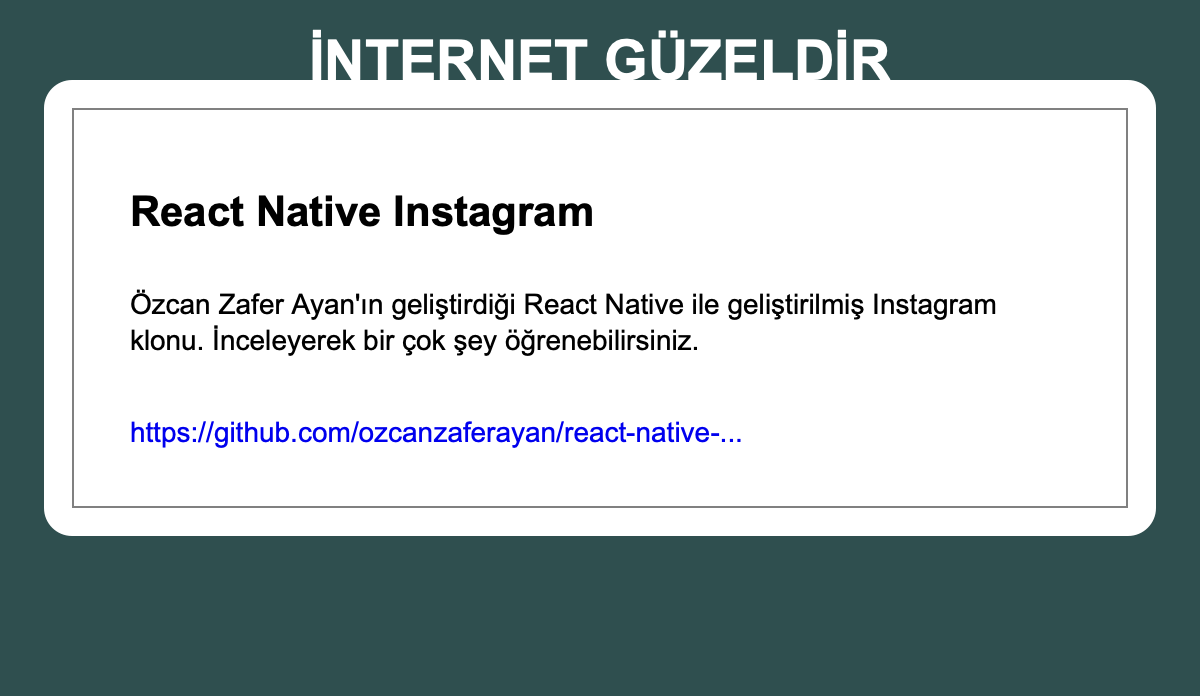 İNTERNET GÜZELDİR
React Native Instagram
Özcan Zafer Ayan'ın geliştirdiği React Native ile geliştirilmiş Instagram
klonu. İnceleyerek bir çok şey öğrenebilirsiniz.
https://github.com/ozcanzaferayan/react-native-...